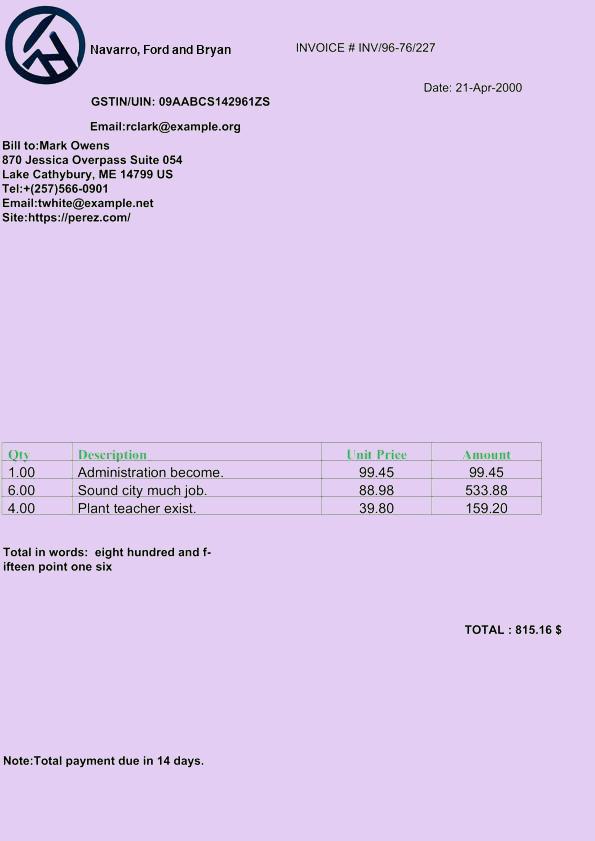 Navarro, Ford and Bryan
INVOICE # INV/96-76/227
Date: 21-Apr-2000
GSTIN/UIN: 09AABCS142961ZS
Email:rclark@example.org
Bill to:Mark Owens
870 Jessica Overpass Suite 054
Lake Cathybury, ME 14799 US
Tel:+(257)566-0901
Email:twhite@example.net
Site:https://perez.com/
Qty Description Unit Price Amount
1.00 Administration become. 99.45 99.45
6.00 Sound city much job. 88.98 533.88
4.00 Plant teacher exist. 39.80 159.20
Total in words:  eight hundred and f-
ifteen point one six
TOTAL : 815.16 $
Note:Total payment due in 14 days.